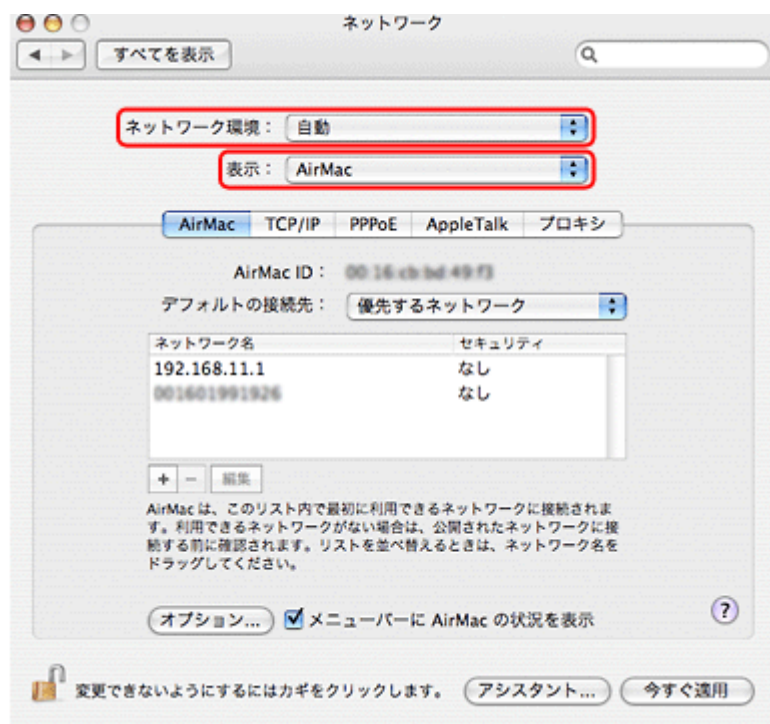 ネットワーク
すべてを表示
ネットワーク環境： 自動
表示： AirMac
AirMac TCP/IP PPPoE AppleTalk プロキシ
AirMac ID：
デフォルトの接続先： 優先するネットワーク
ネットワーク名 セキュリティ
192.168.11.1 なし
なし
+ − 編集
AirMac は、このリスト内で最初に利用できるネットワークに接続されま
す。利用できるネットワークがない場合は、公開されたネットワークに接
続する前に確認されます。リストを並べ替えるときは、ネットワーク名を
ドラッグしてください。
オプション... メニューバーに AirMac の状況を表示 ?
変更できないようにするにはカギをクリックします。 アシスタント... 今すぐ適用